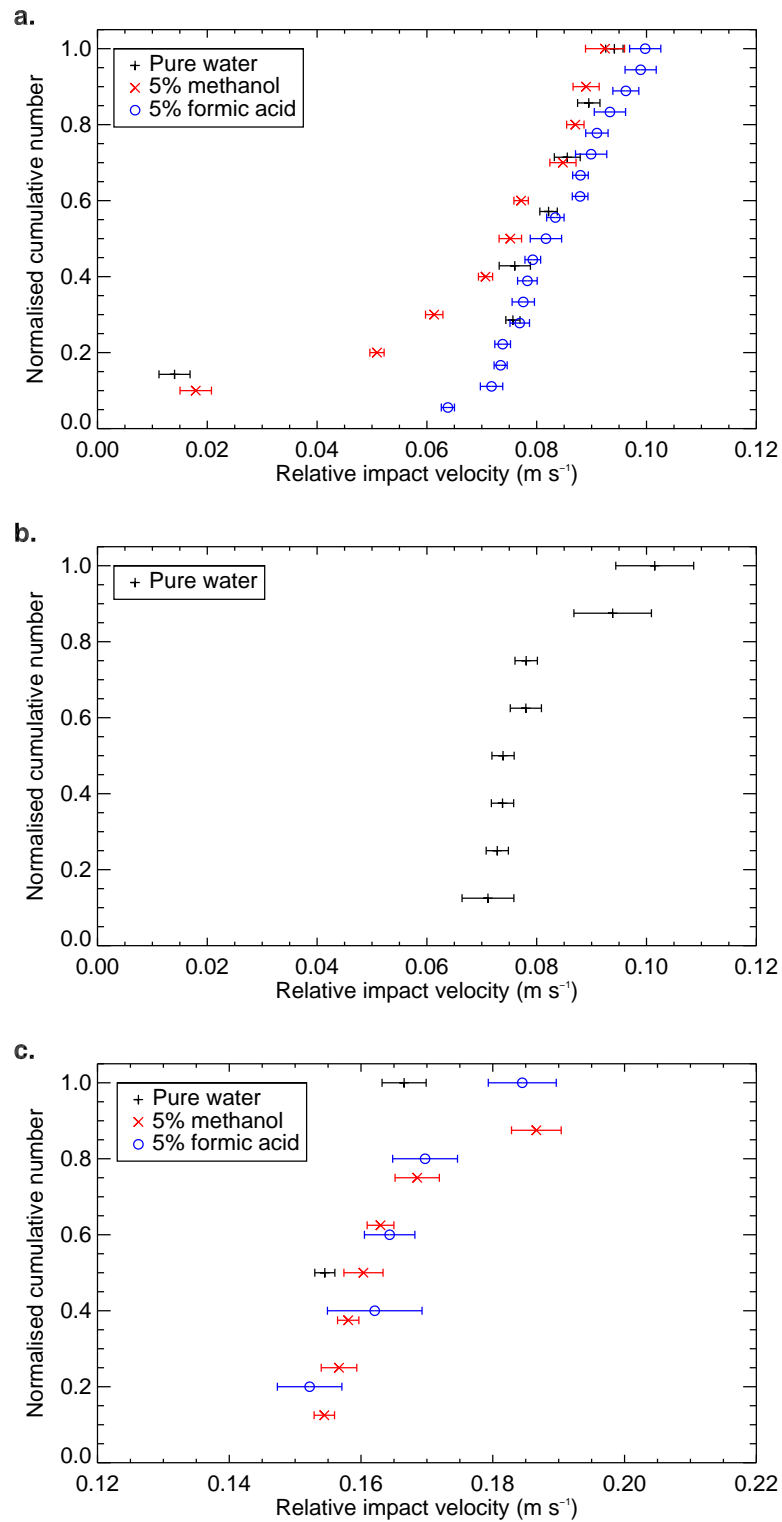 a.
Normalised cumulative number
1.0
0.8
0.6
0.4
0.2
0.0
Pure water
5% methanol
5% formic acid
0.00 0.02 0.04 0.06 0.08 0.10 0.12
Relative impact velocity (m s⁻¹)
b.
Normalised cumulative number
1.0
0.8
0.6
0.4
0.2
0.0
Pure water
0.00 0.02 0.04 0.06 0.08 0.10 0.12
Relative impact velocity (m s⁻¹)
c.
Normalised cumulative number
1.0
0.8
0.6
0.4
0.2
0.0
Pure water
5% methanol
5% formic acid
0.12 0.14 0.16 0.18 0.20 0.22
Relative impact velocity (m s⁻¹)